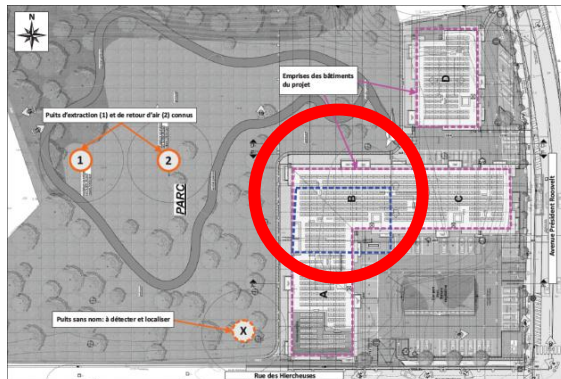 N
Emprises des bâtiments
du projet
D
Puits d'extraction (1) et de retour d'air (2) connus
1
2
PARC
B
C
A
Avenue Président Roosvelt
Puits sans nom: à détecter et localiser
X
Rue des Hiercheuses